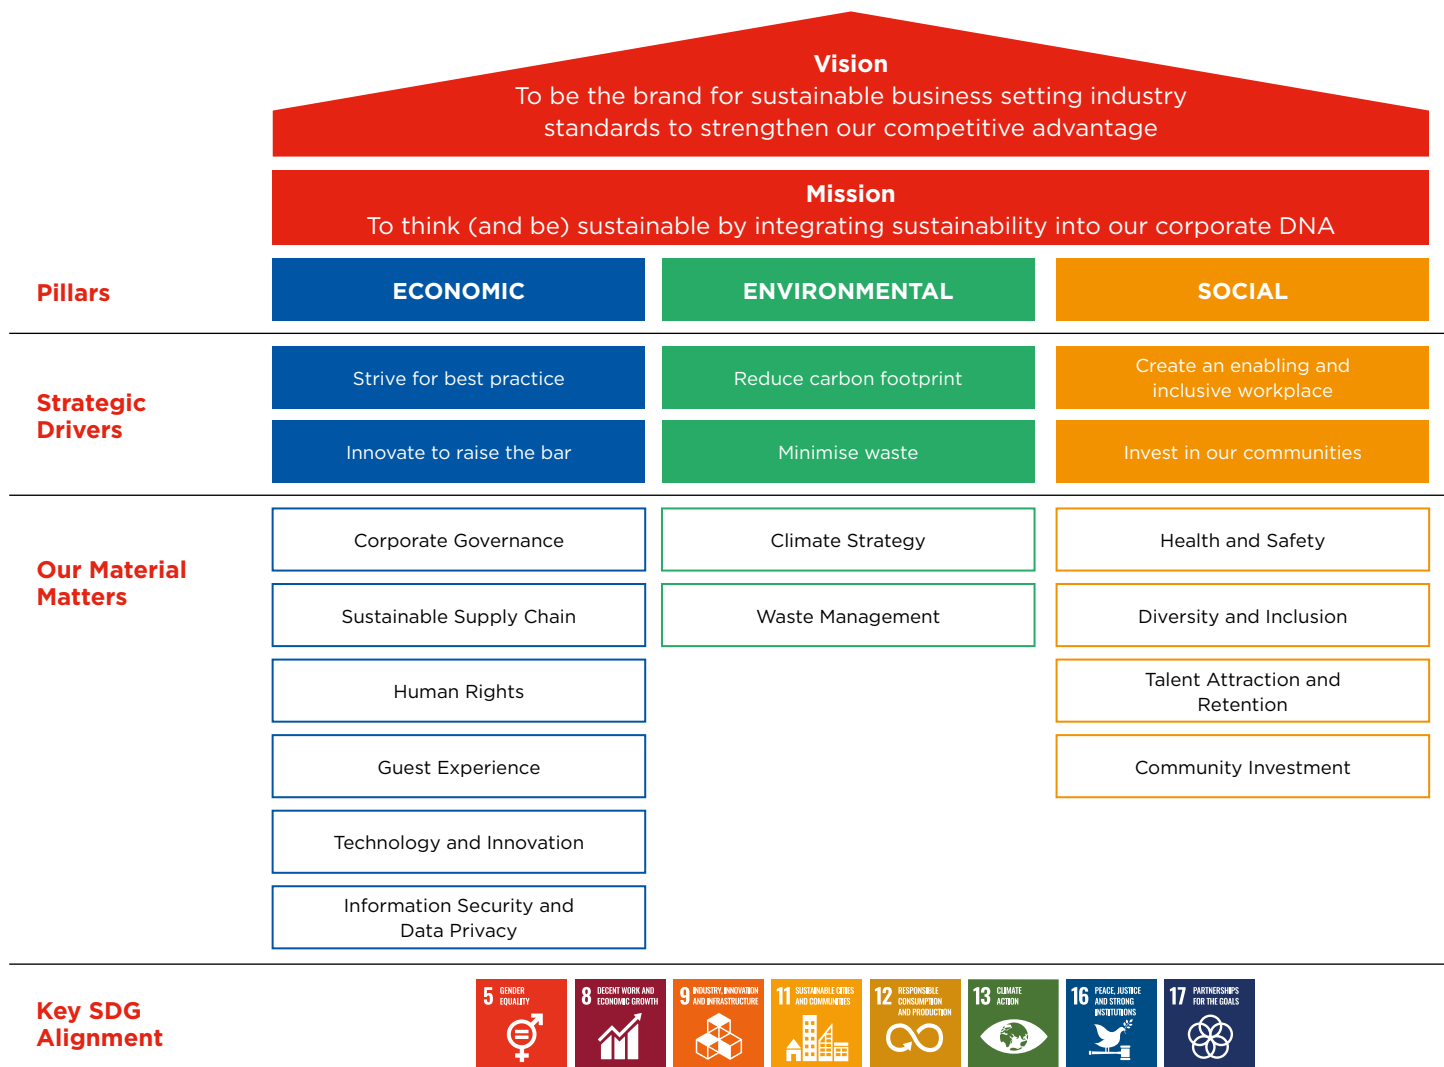 Vision
To be the brand for sustainable business setting industry
standards to strengthen our competitive advantage
Mission
To think (and be) sustainable by integrating sustainability into our corporate DNA
Pillars
ECONOMIC
ENVIRONMENTAL
SOCIAL
Strategic
Drivers
Strive for best practice
Reduce carbon footprint
Create an enabling and
inclusive workplace
Innovate to raise the bar
Minimise waste
Invest in our communities
Our Material
Matters
Corporate Governance
Climate Strategy
Health and Safety
Sustainable Supply Chain
Waste Management
Diversity and Inclusion
Human Rights
Talent Attraction and
Retention
Guest Experience
Community Investment
Technology and Innovation
Information Security and
Data Privacy
Key SDG
Alignment
5 GENDER
EQUALITY
8 DECENT WORK AND
ECONOMIC GROWTH
9 INDUSTRY, INNOVATION
AND INFRASTRUCTURE
11 SUSTAINABLE CITIES
AND COMMUNITIES
12 RESPONSIBLE
CONSUMPTION
AND PRODUCTION
13 CLIMATE
ACTION
16 PEACE, JUSTICE
AND STRONG
INSTITUTIONS
17 PARTNERSHIPS
FOR THE GOALS